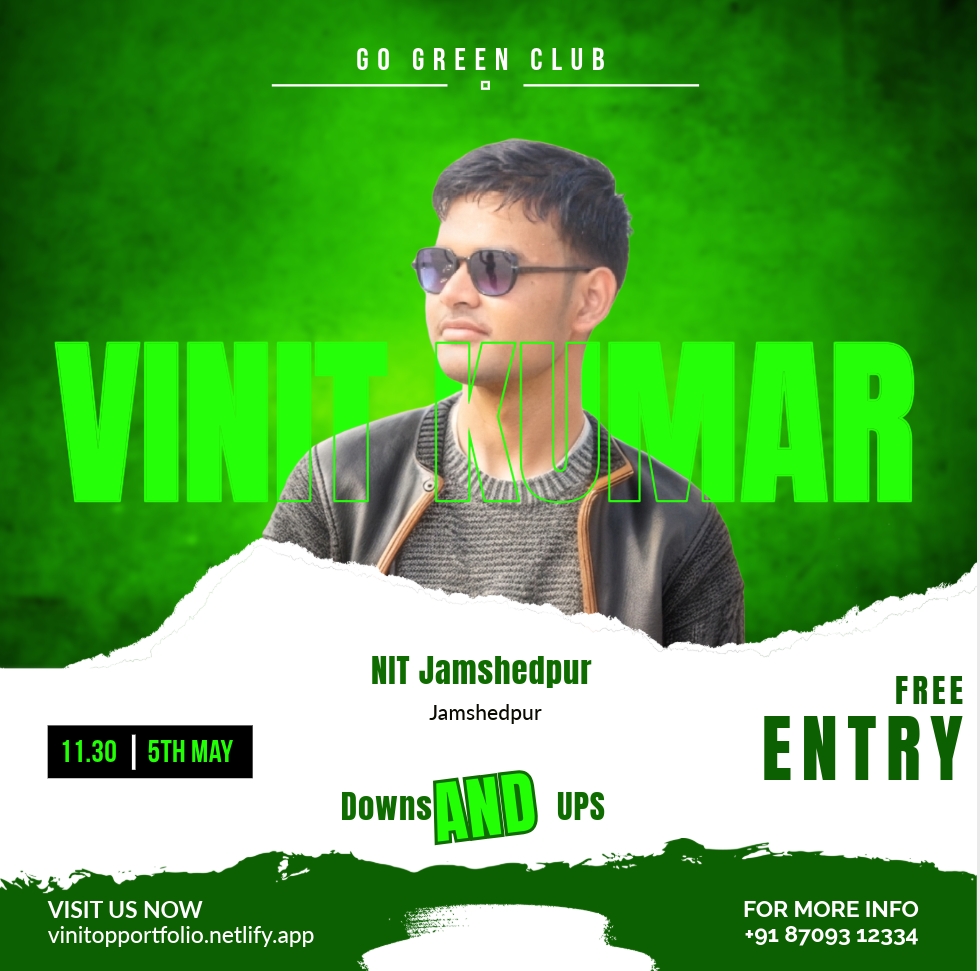 GO GREEN CLUB
VINIT KUMAR
NIT Jamshedpur
Jamshedpur
FREE
ENTRY
11.30 | 5TH MAY
Downs AND UPS
VISIT US NOW
vinitopportfolio.netlify.app
FOR MORE INFO
+91 87093 12334